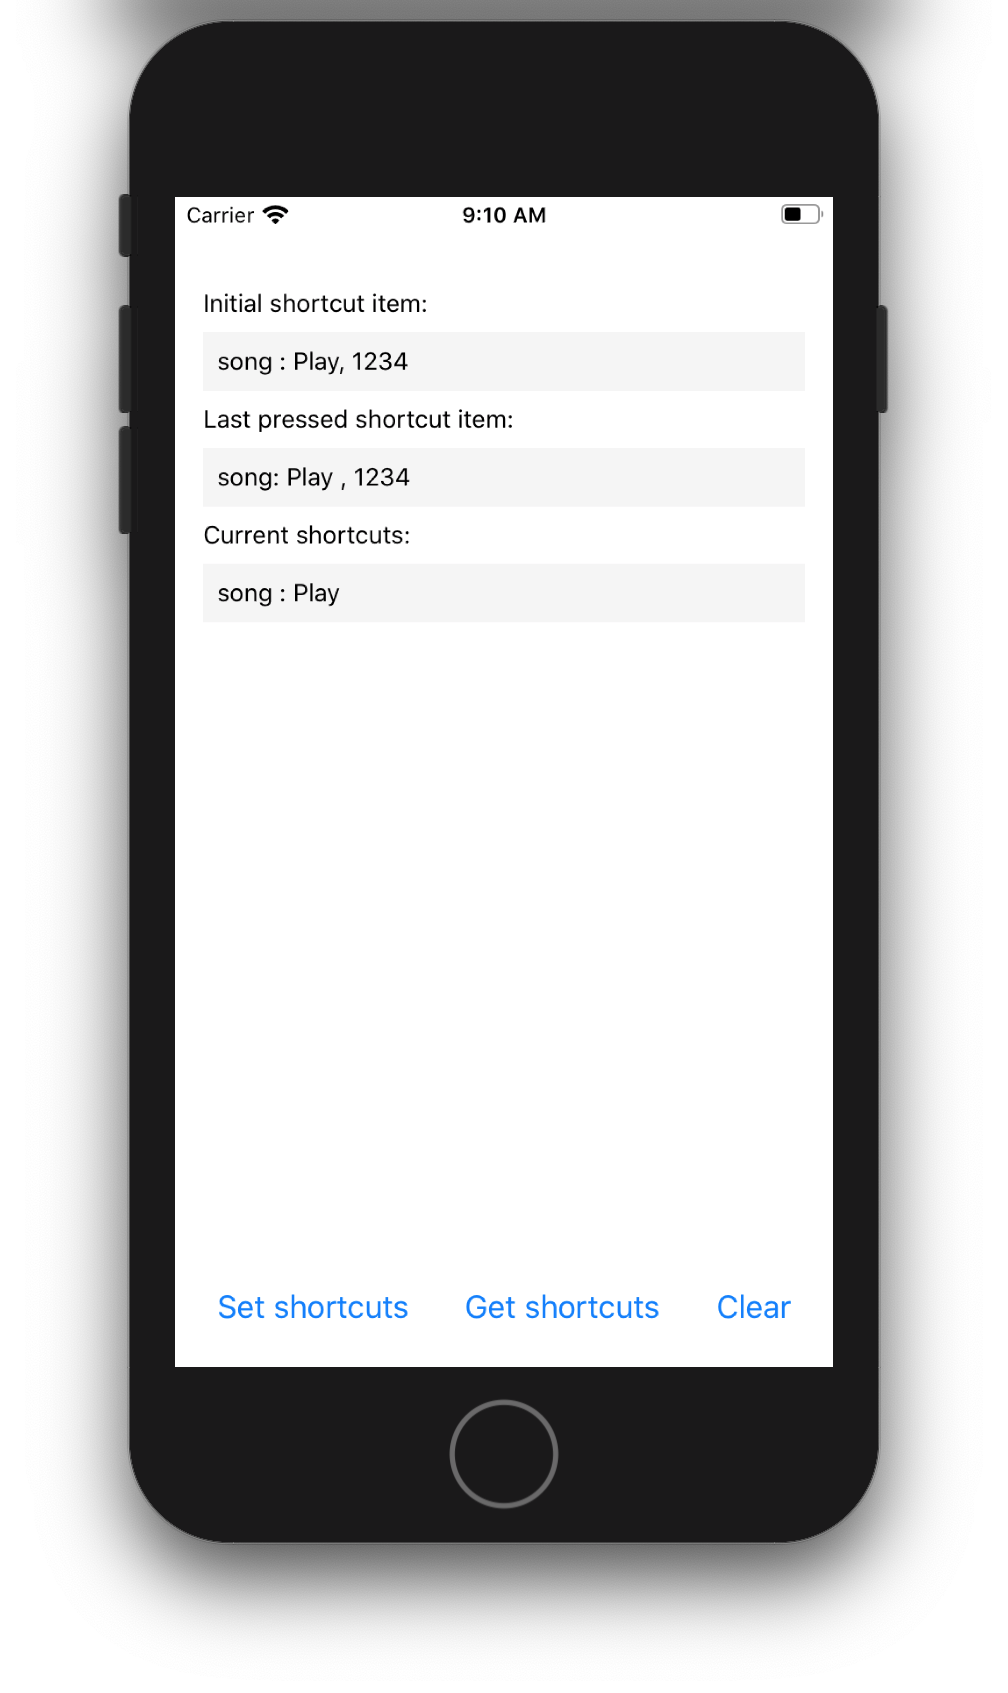 Carrier 9:10 AM
Initial shortcut item:
song : Play, 1234
Last pressed shortcut item:
song: Play , 1234
Current shortcuts:
song : Play
Set shortcuts Get shortcuts Clear